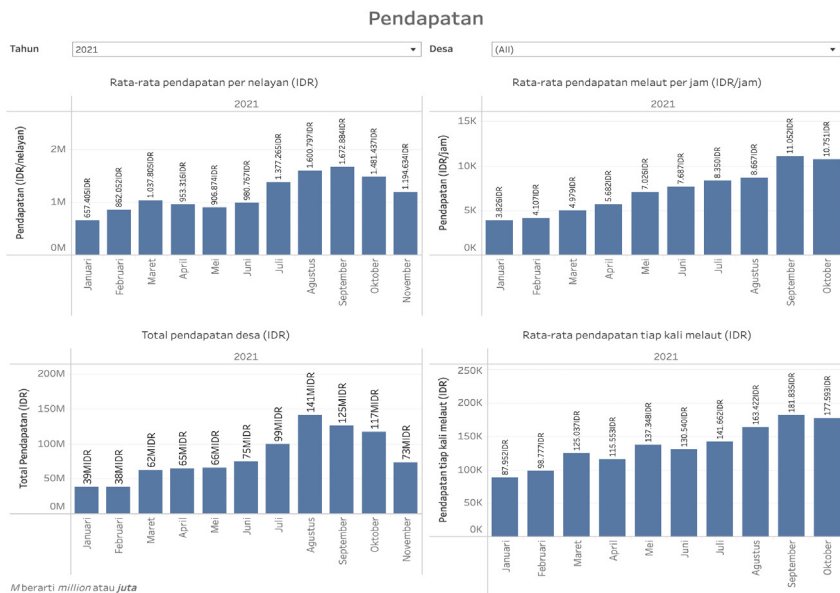 Pendapatan
Tahun 2021 Desa (All)
Rata-rata pendapatan per nelayan (IDR)
2021
Pendapatan (IDR/nelayan)
2M
1M
0M
657.405IDR
862.052IDR
1.037.805IDR
953.316IDR
906.874IDR
980.767IDR
1.377.265IDR
1.600.797IDR
1.672.884IDR
1.481.437IDR
1.194.634IDR
Januari
Februari
Maret
April
Mei
Juni
Juli
Agustus
September
Oktober
November
Rata-rata pendapatan melaut per jam (IDR/jam)
2021
Pendapatan (IDR/jam)
15K
10K
5K
0K
3.826IDR
4.107IDR
4.979IDR
5.682IDR
7.026IDR
7.687IDR
8.350IDR
8.667IDR
11.052IDR
10.751IDR
Januari
Februari
Maret
April
Mei
Juni
Juli
Agustus
September
Oktober
Total pendapatan desa (IDR)
2021
Total Pendapatan (IDR)
200M
150M
100M
50M
0M
39MIDR
38MIDR
62MIDR
65MIDR
66MIDR
75MIDR
99MIDR
141MIDR
125MIDR
117MIDR
73MIDR
Januari
Februari
Maret
April
Mei
Juni
Juli
Agustus
September
Oktober
November
Rata-rata pendapatan tiap kali melaut (IDR)
2021
Pendapatan tiap kali melaut (IDR)
250K
200K
150K
100K
50K
0K
87.952IDR
98.777IDR
125.037IDR
115.553IDR
137.348IDR
130.540IDR
141.662IDR
163.422IDR
181.835IDR
177.593IDR
Januari
Februari
Maret
April
Mei
Juni
Juli
Agustus
September
Oktober
M berarti million atau juta